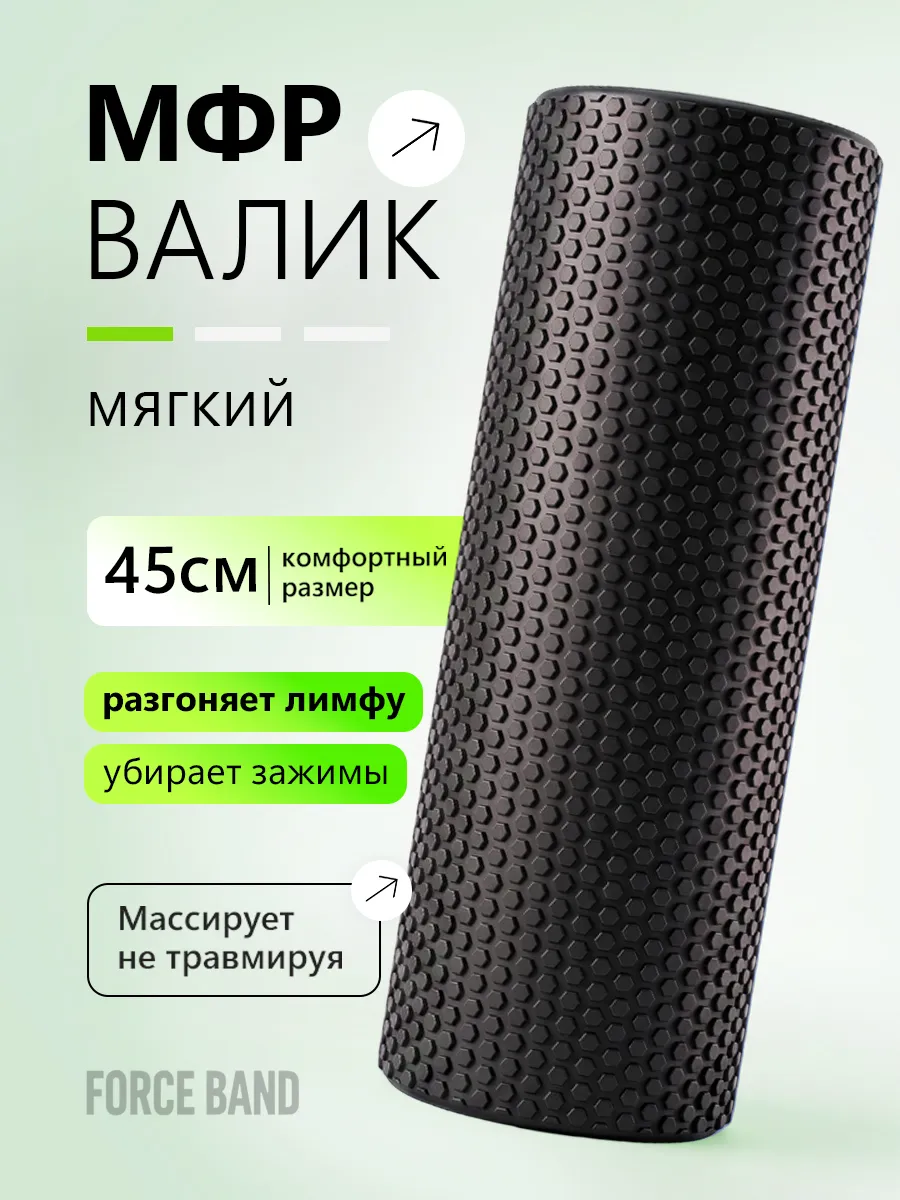 МФР
ВАЛИК
мягкий
45см
комфортный
размер
разгоняет лимфу
убирает зажимы
Массирует
не травмируя
FORCE BAND